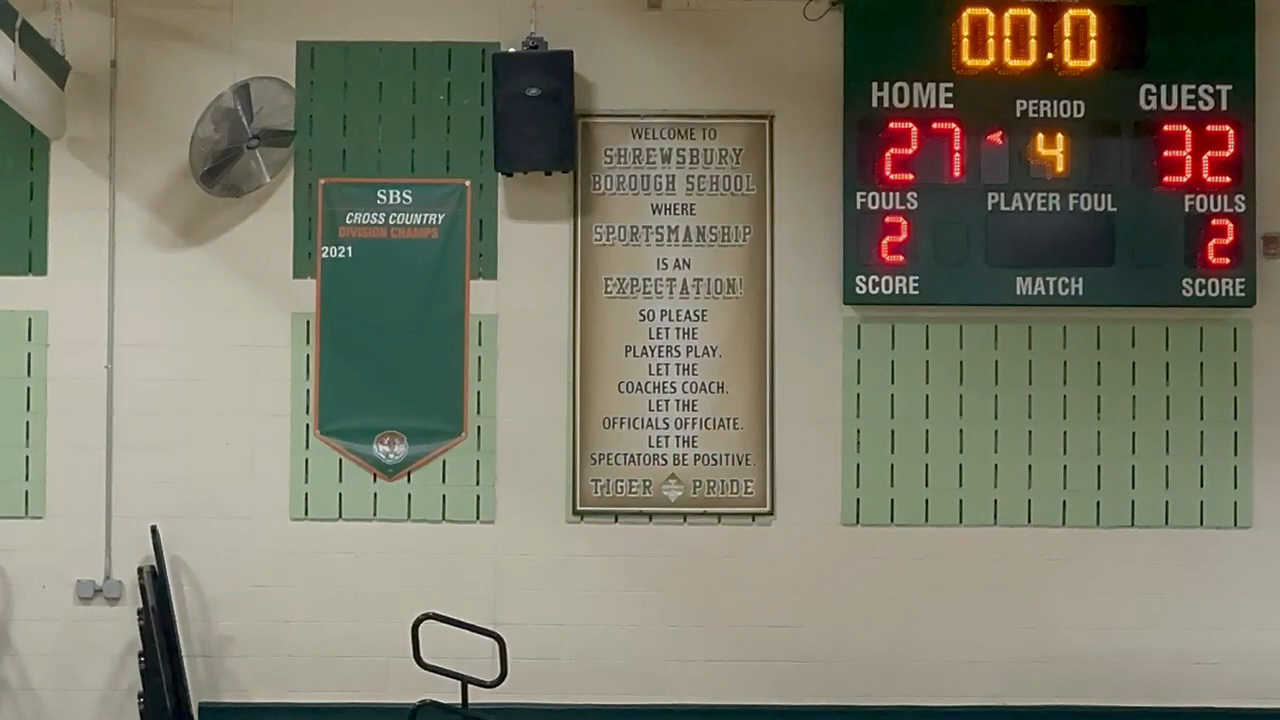 SBS
CROSS COUNTRY
DIVISION CHAMPS
2021
WELCOME TO
SHREWSBURY
BOROUGH SCHOOL
WHERE
SPORTSMANSHIP
IS AN
EXPECTATION!
SO PLEASE
LET THE
PLAYERS PLAY.
LET THE
COACHES COACH.
LET THE
OFFICIALS OFFICIATE.
LET THE
SPECTATORS BE POSITIVE.
TIGER PRIDE
00.0
HOME PERIOD GUEST
27 4 32
FOULS PLAYER FOUL FOULS
2 2
SCORE MATCH SCORE